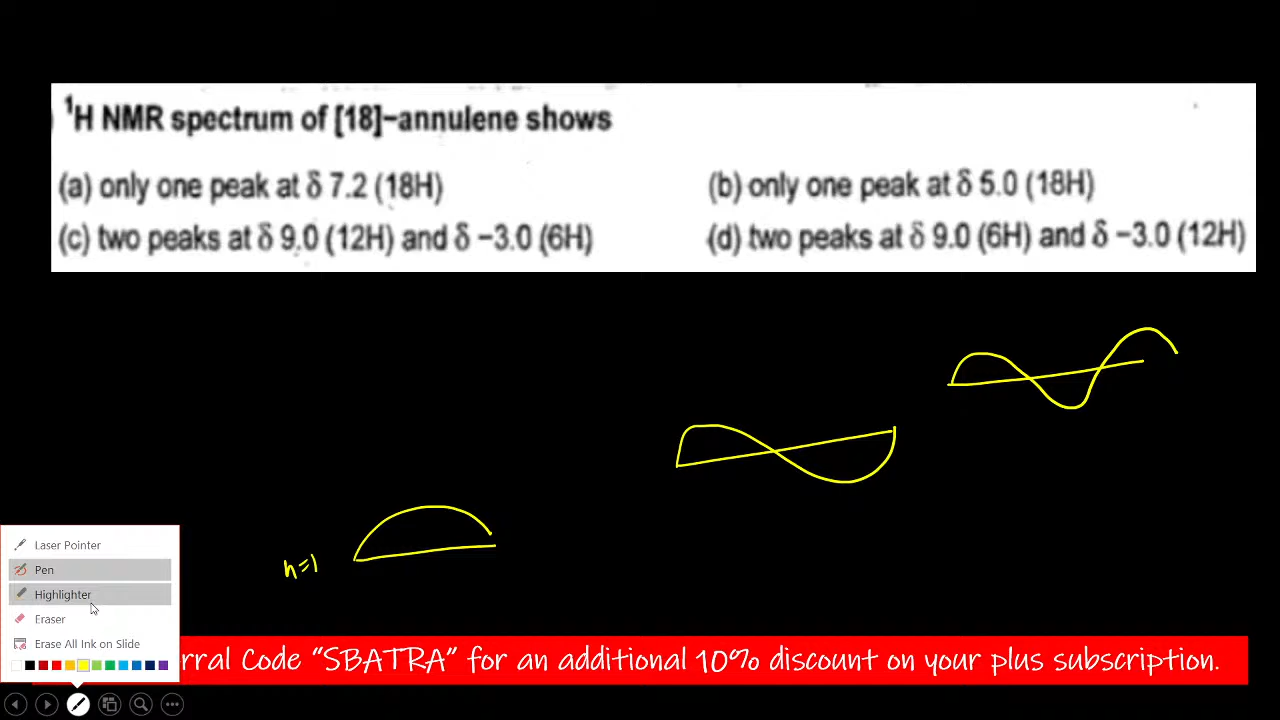 ¹H NMR spectrum of [18]−annulene shows
(a) only one peak at δ 7.2 (18H)
(b) only one peak at δ 5.0 (18H)
(c) two peaks at δ 9.0 (12H) and δ −3.0 (6H)
(d) two peaks at δ 9.0 (6H) and δ −3.0 (12H)
n=1
Laser Pointer
Pen
Highlighter
Eraser
Erase All Ink on Slide
rral Code “SBATRA” for an additional 10% discount on your plus subscription.